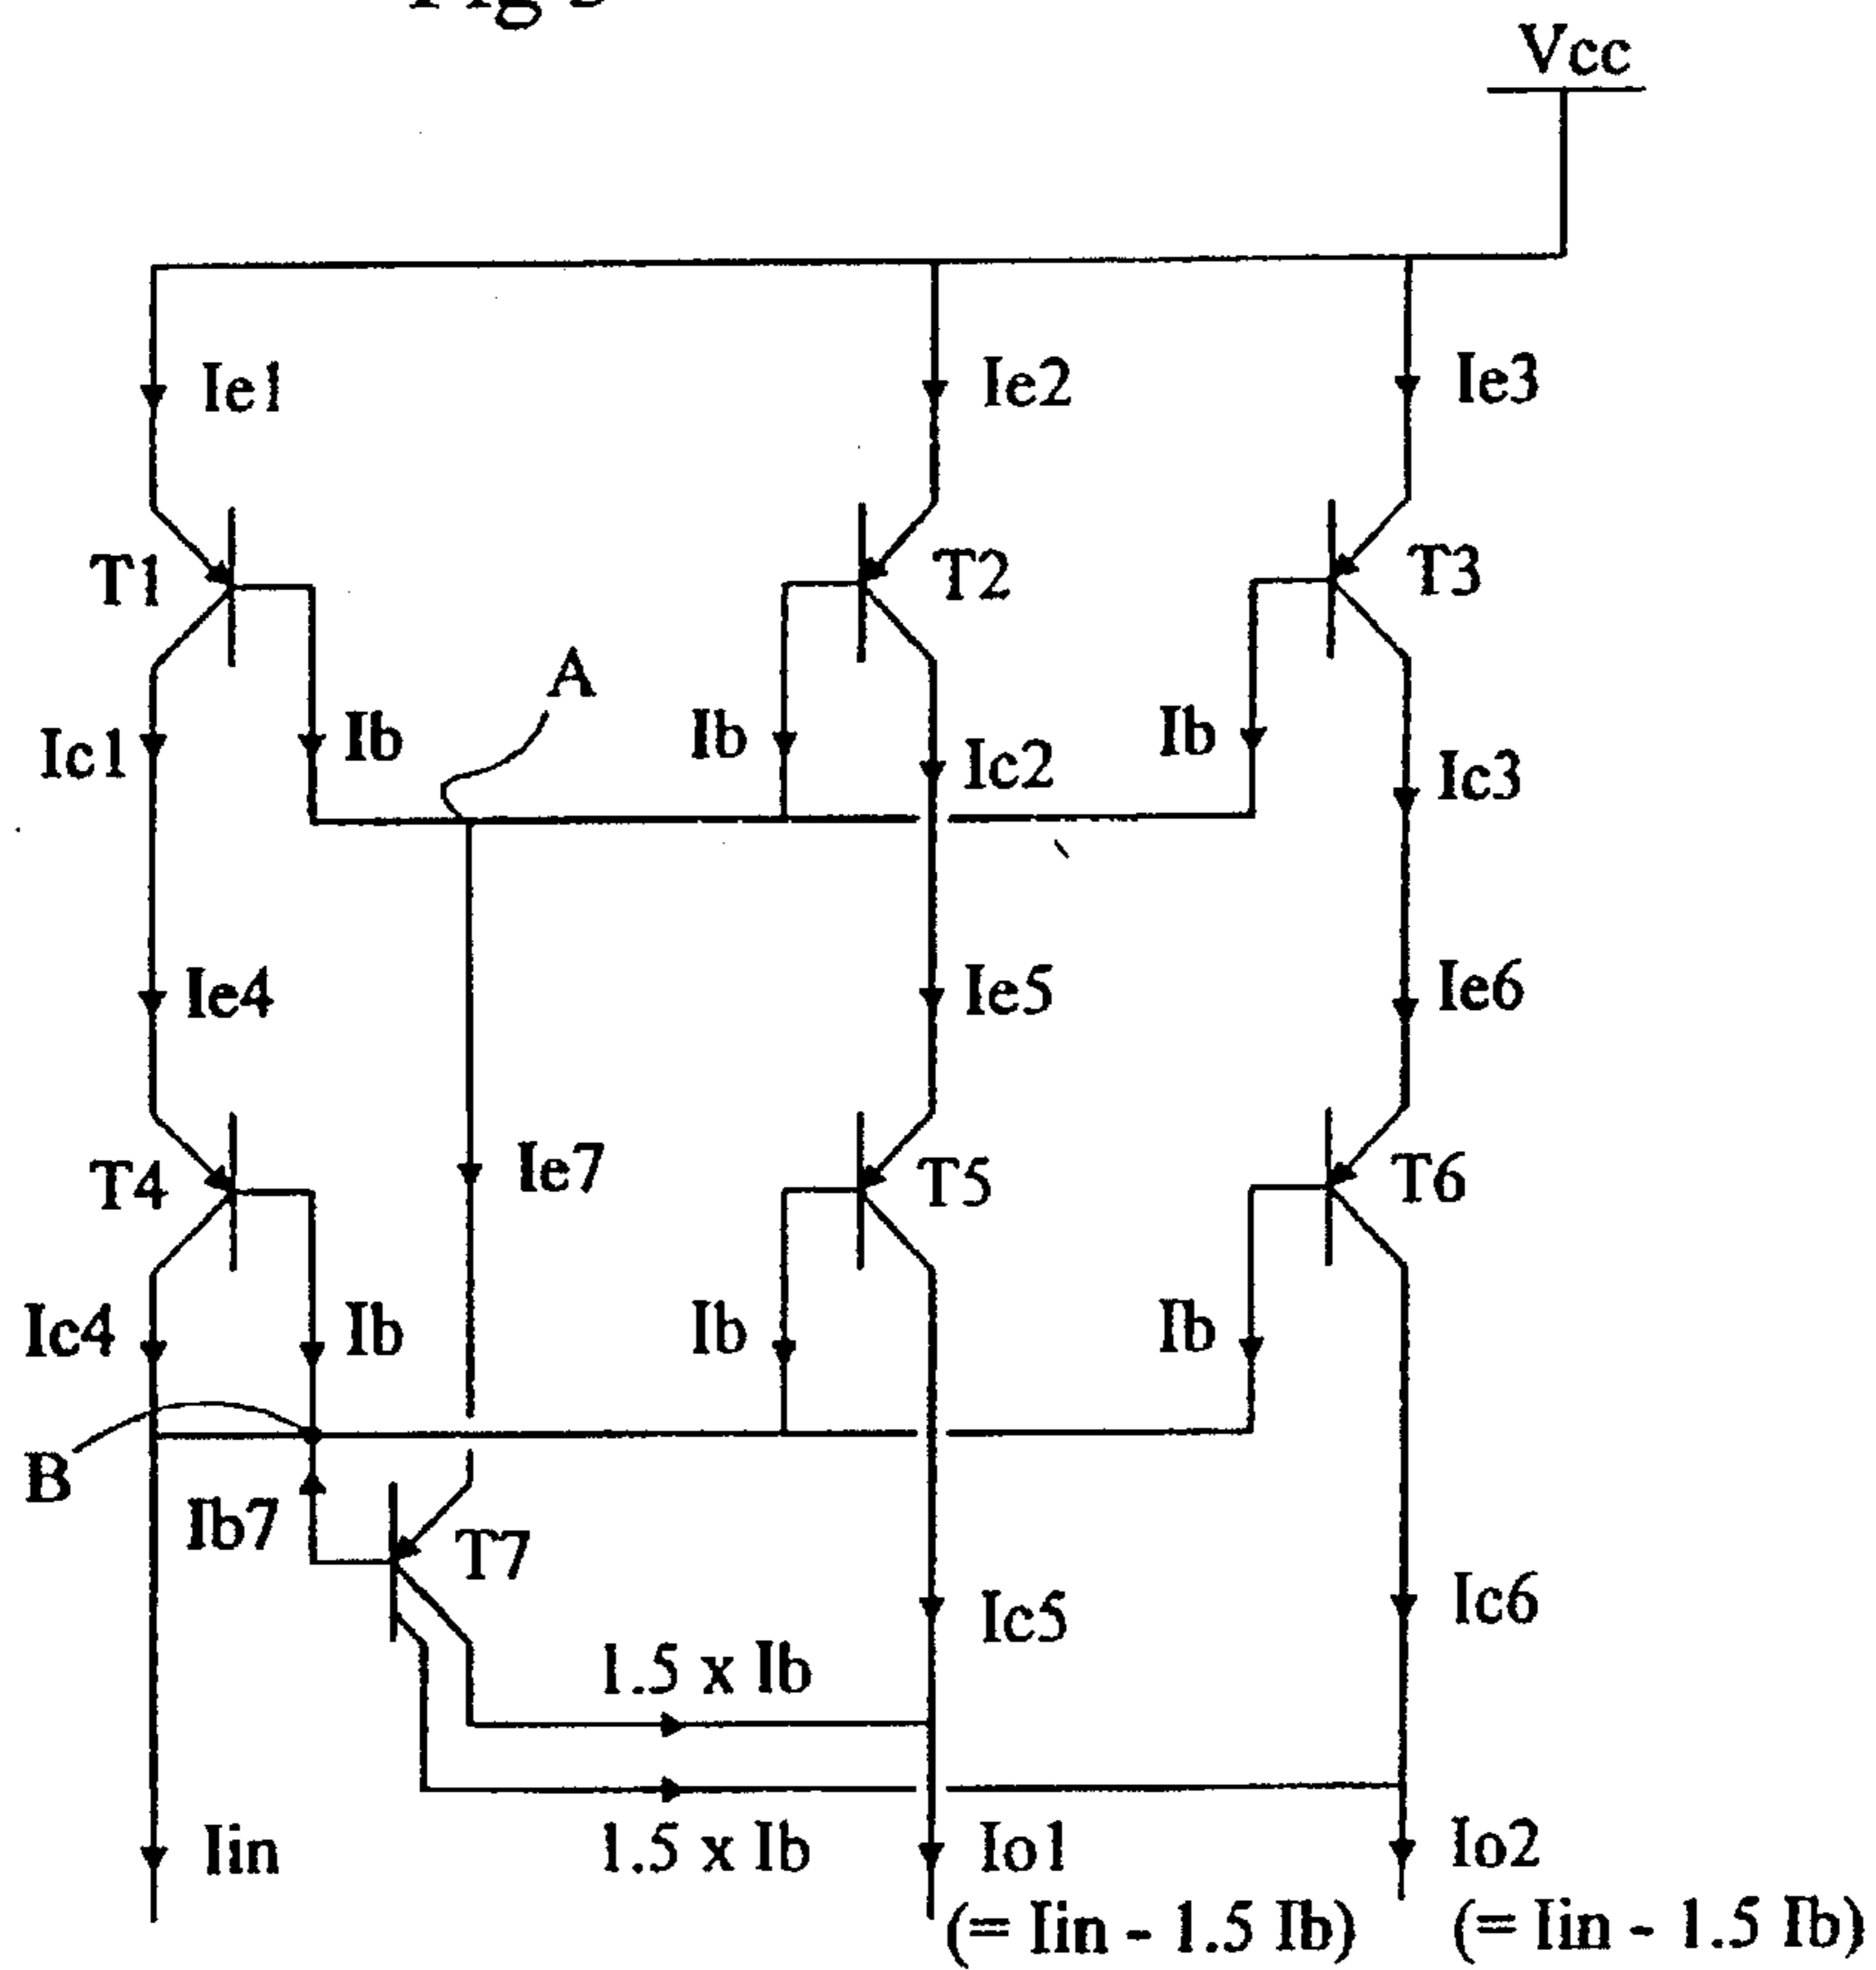 Vcc
Ie1
Ie2
Ie3
T1
T2
T3
A
Ic1
Ib
Ib
Ic2
Ib
Ic3
Ie4
Ie5
Ie6
T4
Ie7
T5
T6
Ic4
Ib
Ib
Ib
B
Ib7
T7
Ic5
Ic6
1.5 x Ib
Iin
1.5 x Ib
Io1
(= Iin - 1.5 Ib)
Io2
(= Iin - 1.5 Ib)